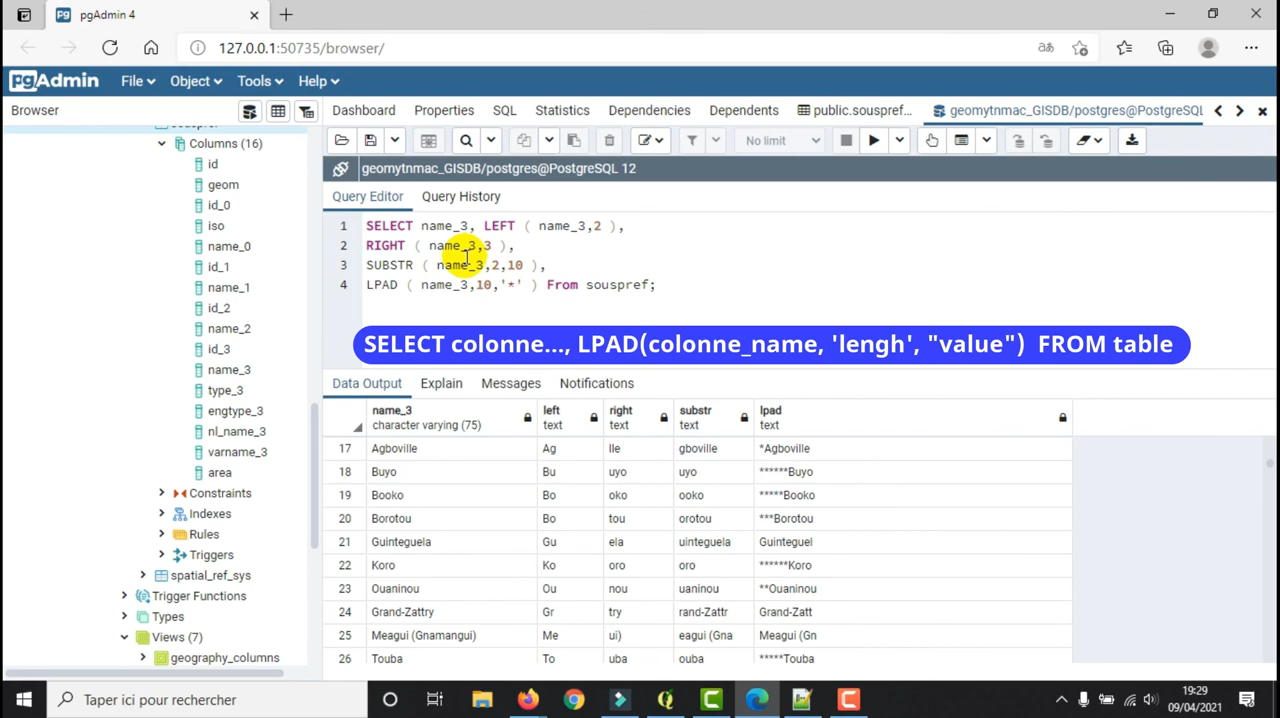 pgAdmin 4
127.0.0.1:50735/browser/
pgAdmin File Object Tools Help
Browser
Dashboard Properties SQL Statistics Dependencies Dependents public.souspref... geomytnmac_GISDB/postgres@PostgreSQL
No limit
geomytnmac_GISDB/postgres@PostgreSQL 12
Query Editor Query History
1 SELECT name_3, LEFT ( name_3,2 ),
2 RIGHT ( name_3,3 ),
3 SUBSTR ( name_3,2,10 ),
4 LPAD ( name_3,10,'*' ) From souspref;
SELECT colonne..., LPAD(colonne_name, 'lengh', "value") FROM table
Columns (16)
id
geom
id_0
iso
name_0
id_1
name_1
id_2
name_2
id_3
name_3
type_3
engtype_3
nl_name_3
varname_3
area
Constraints
Indexes
Rules
Triggers
spatial_ref_sys
Trigger Functions
Types
Views (7)
geography_columns
Data Output Explain Messages Notifications
name_3 left right substr lpad
character varying (75) text text text text
17 Agboville Ag lle gboville *Agboville
18 Buyo Bu uyo uyo ******Buyo
19 Booko Bo oko ooko *****Booko
20 Borotou Bo tou orotou ***Borotou
21 Guinteguela Gu ela uinteguela Guinteguel
22 Koro Ko oro oro ******Koro
23 Ouaninou Ou nou uaninou **Ouaninou
24 Grand-Zattry Gr try rand-Zattr Grand-Zatt
25 Meagui (Gnamangui) Me ui) eagui (Gna Meagui (Gn
26 Touba To uba ouba *****Touba
Taper ici pour rechercher
19:29
09/04/2021